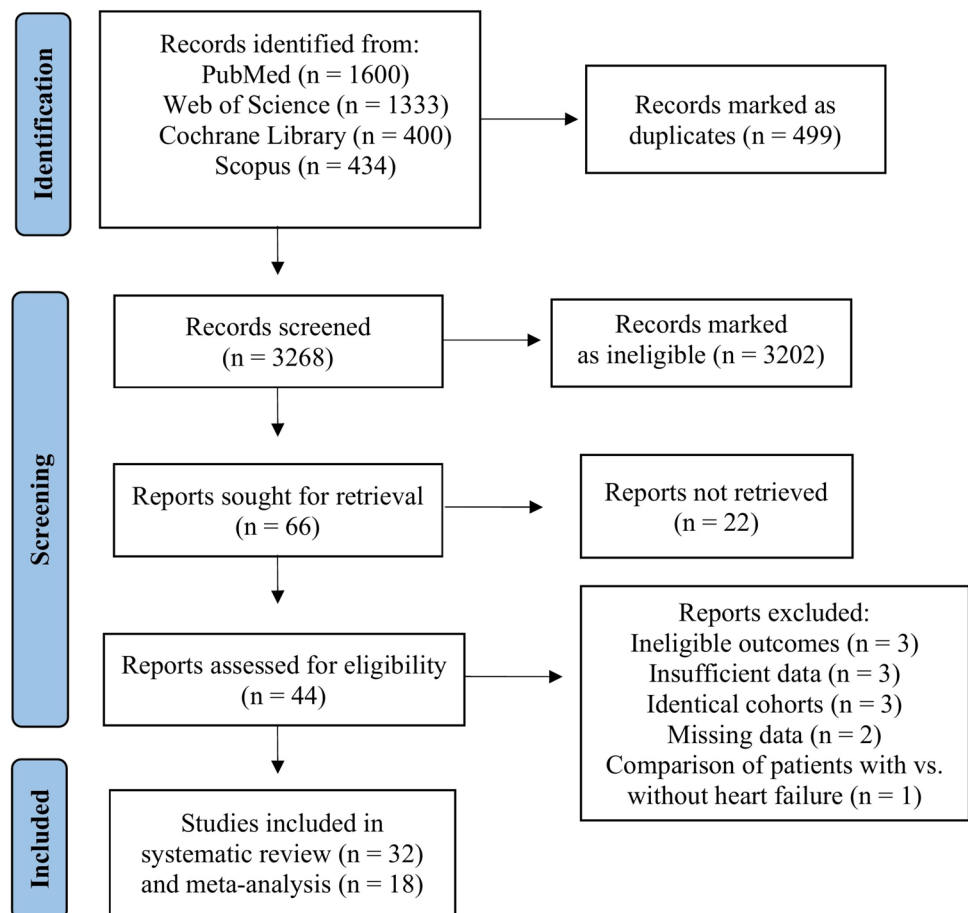 Identification
Records identified from:
PubMed (n = 1600)
Web of Science (n = 1333)
Cochrane Library (n = 400)
Scopus (n = 434)
Records marked as
duplicates (n = 499)
Screening
Records screened
(n = 3268)
Records marked
as ineligible (n = 3202)
Reports sought for retrieval
(n = 66)
Reports not retrieved
(n = 22)
Reports assessed for eligibility
(n = 44)
Reports excluded:
Ineligible outcomes (n = 3)
Insufficient data (n = 3)
Identical cohorts (n = 3)
Missing data (n = 2)
Comparison of patients with vs.
without heart failure (n = 1)
Included
Studies included in
systematic review (n = 32)
and meta-analysis (n = 18)